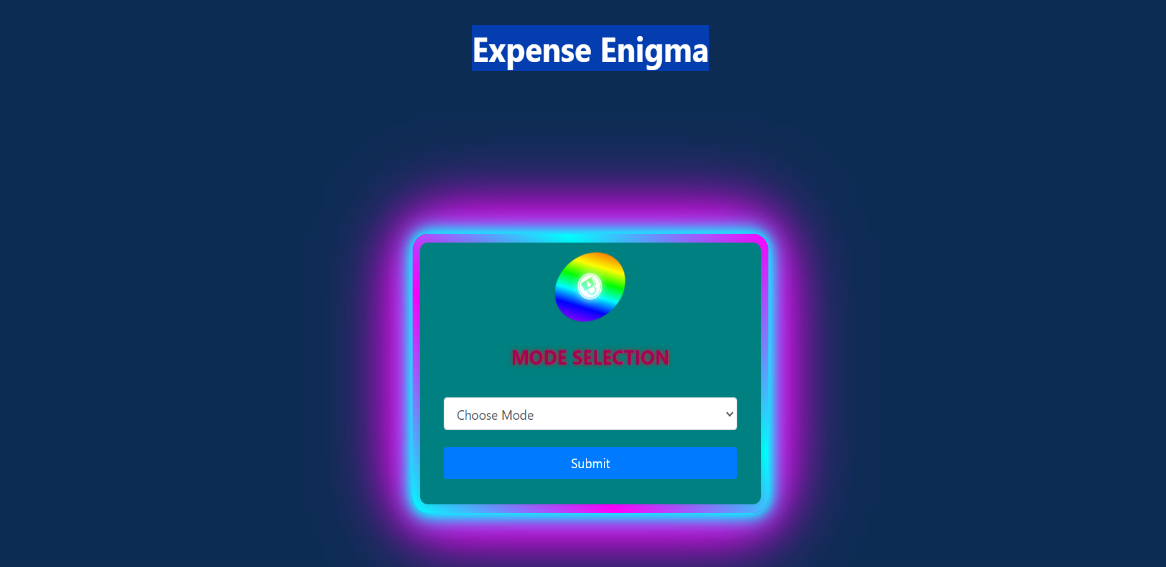 Expense Enigma
MODE SELECTION
Choose Mode
Submit